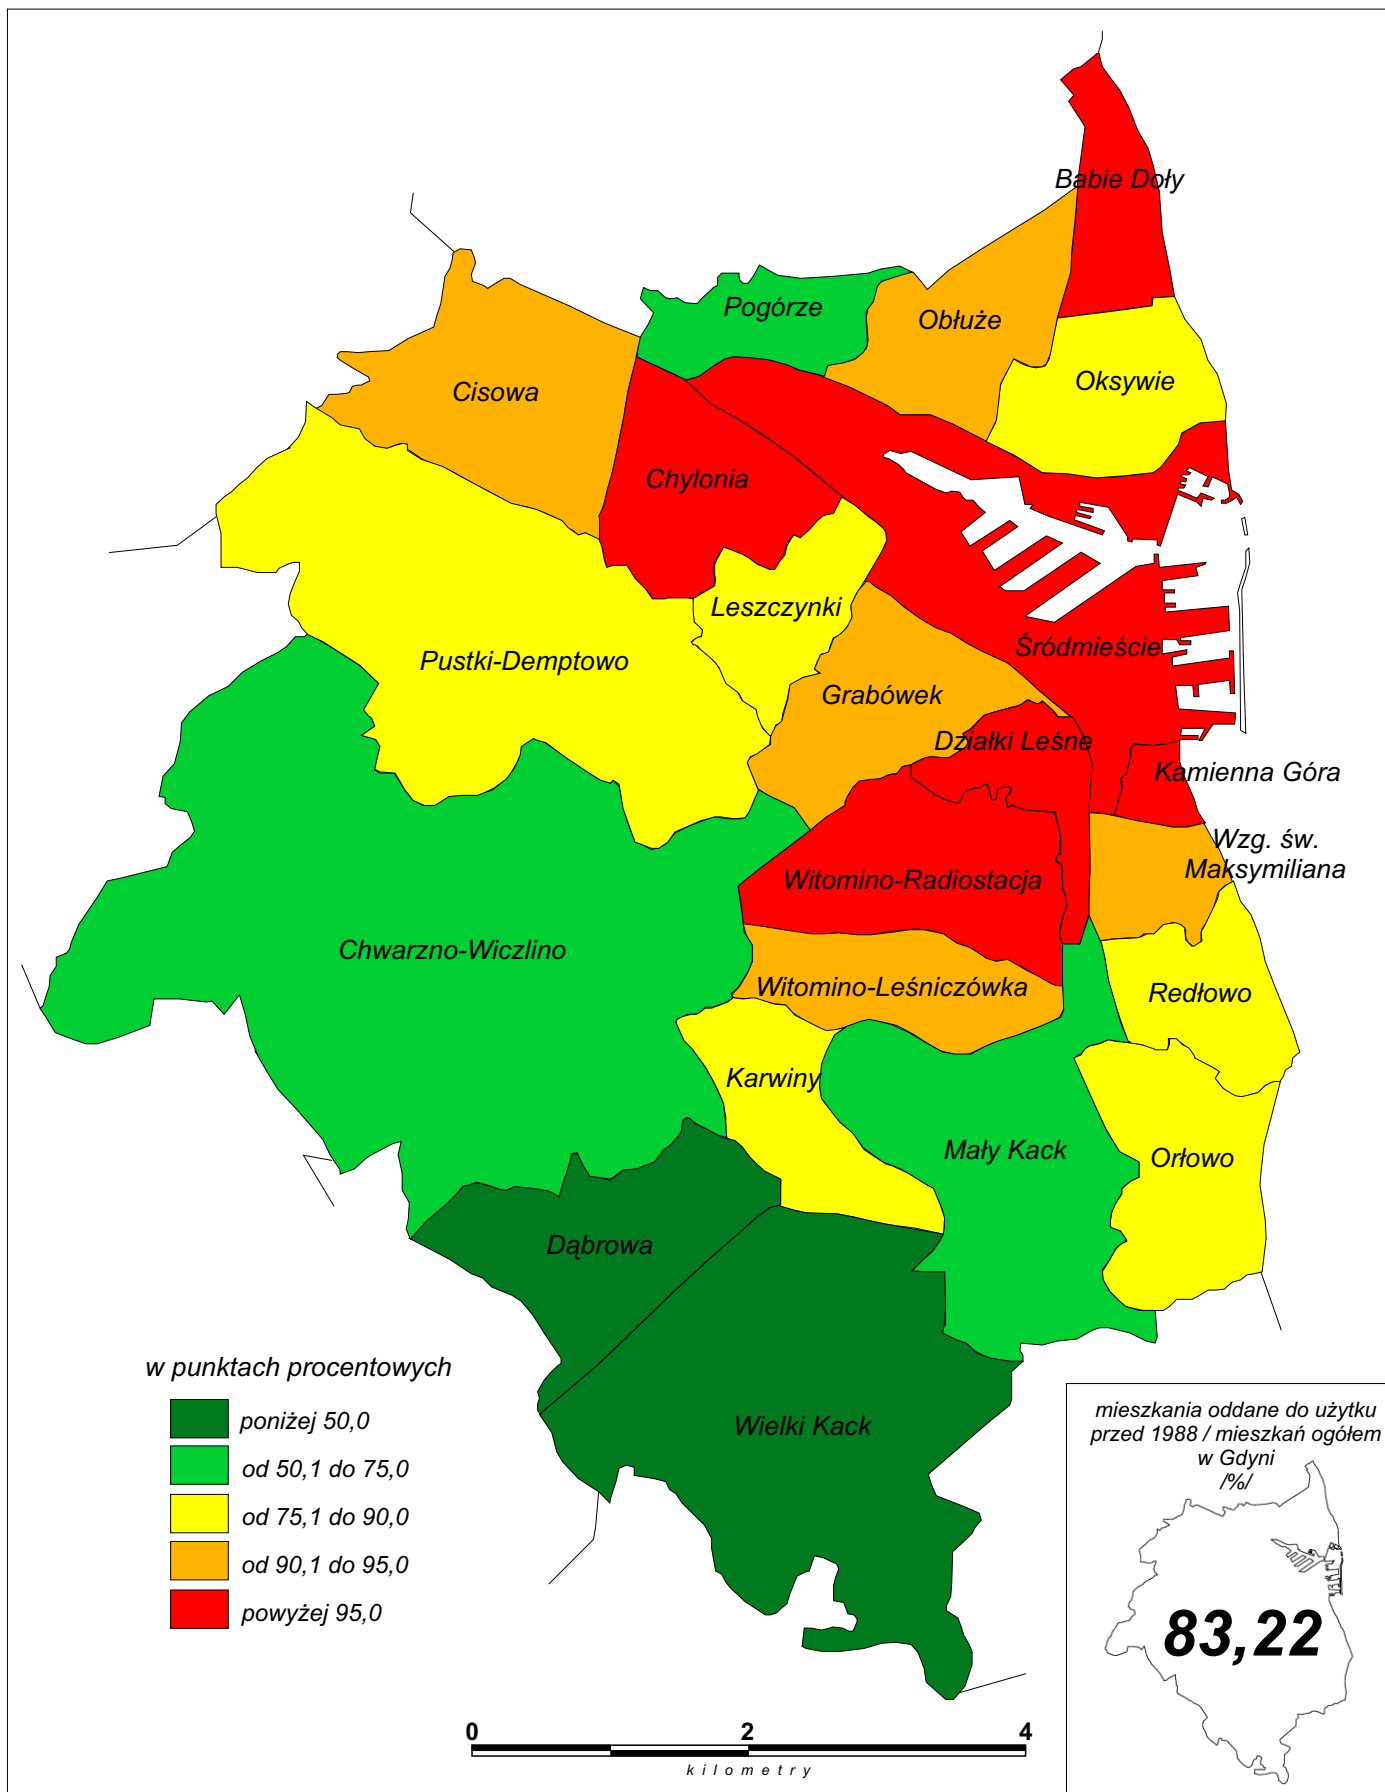 Babie Doły
Pogórze
Obłuże
Oksywie
Cisowa
Chylonia
Leszczynki
Śródmieście
Pustki-Demptowo
Grabówek
Działki Leśne
Kamienna Góra
Wzg. św.
Maksymiliana
Witomino-Radiostacja
Chwarzno-Wiczlino
Witomino-Leśniczówka
Redłowo
Karwiny
Mały Kack
Orłowo
Dąbrowa
Wielki Kack
w punktach procentowych
poniżej 50,0
od 50,1 do 75,0
od 75,1 do 90,0
od 90,1 do 95,0
powyżej 95,0
mieszkania oddane do użytku
przed 1988 / mieszkań ogółem
w Gdyni
/%/
83,22
0 2 4
kilometry